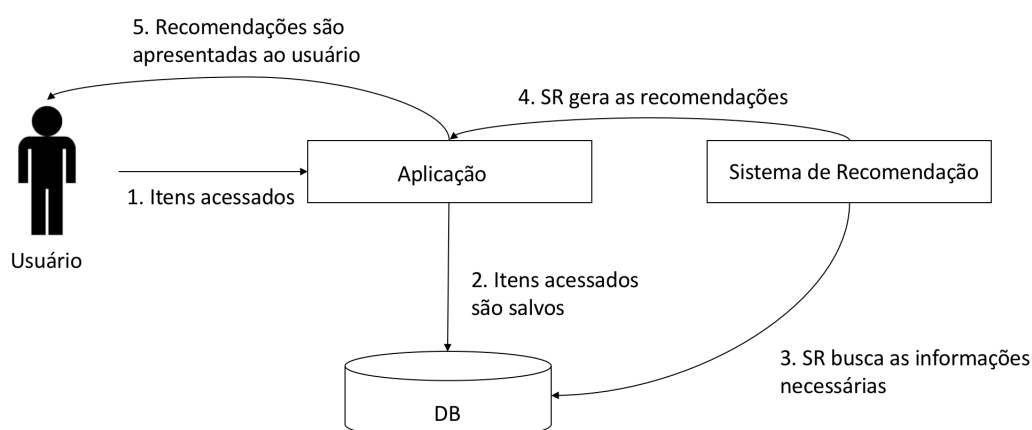 5. Recomendações são
apresentadas ao usuário
4. SR gera as recomendações
Aplicação
Sistema de Recomendação
1. Itens acessados
Usuário
2. Itens acessados
são salvos
3. SR busca as informações
necessárias
DB